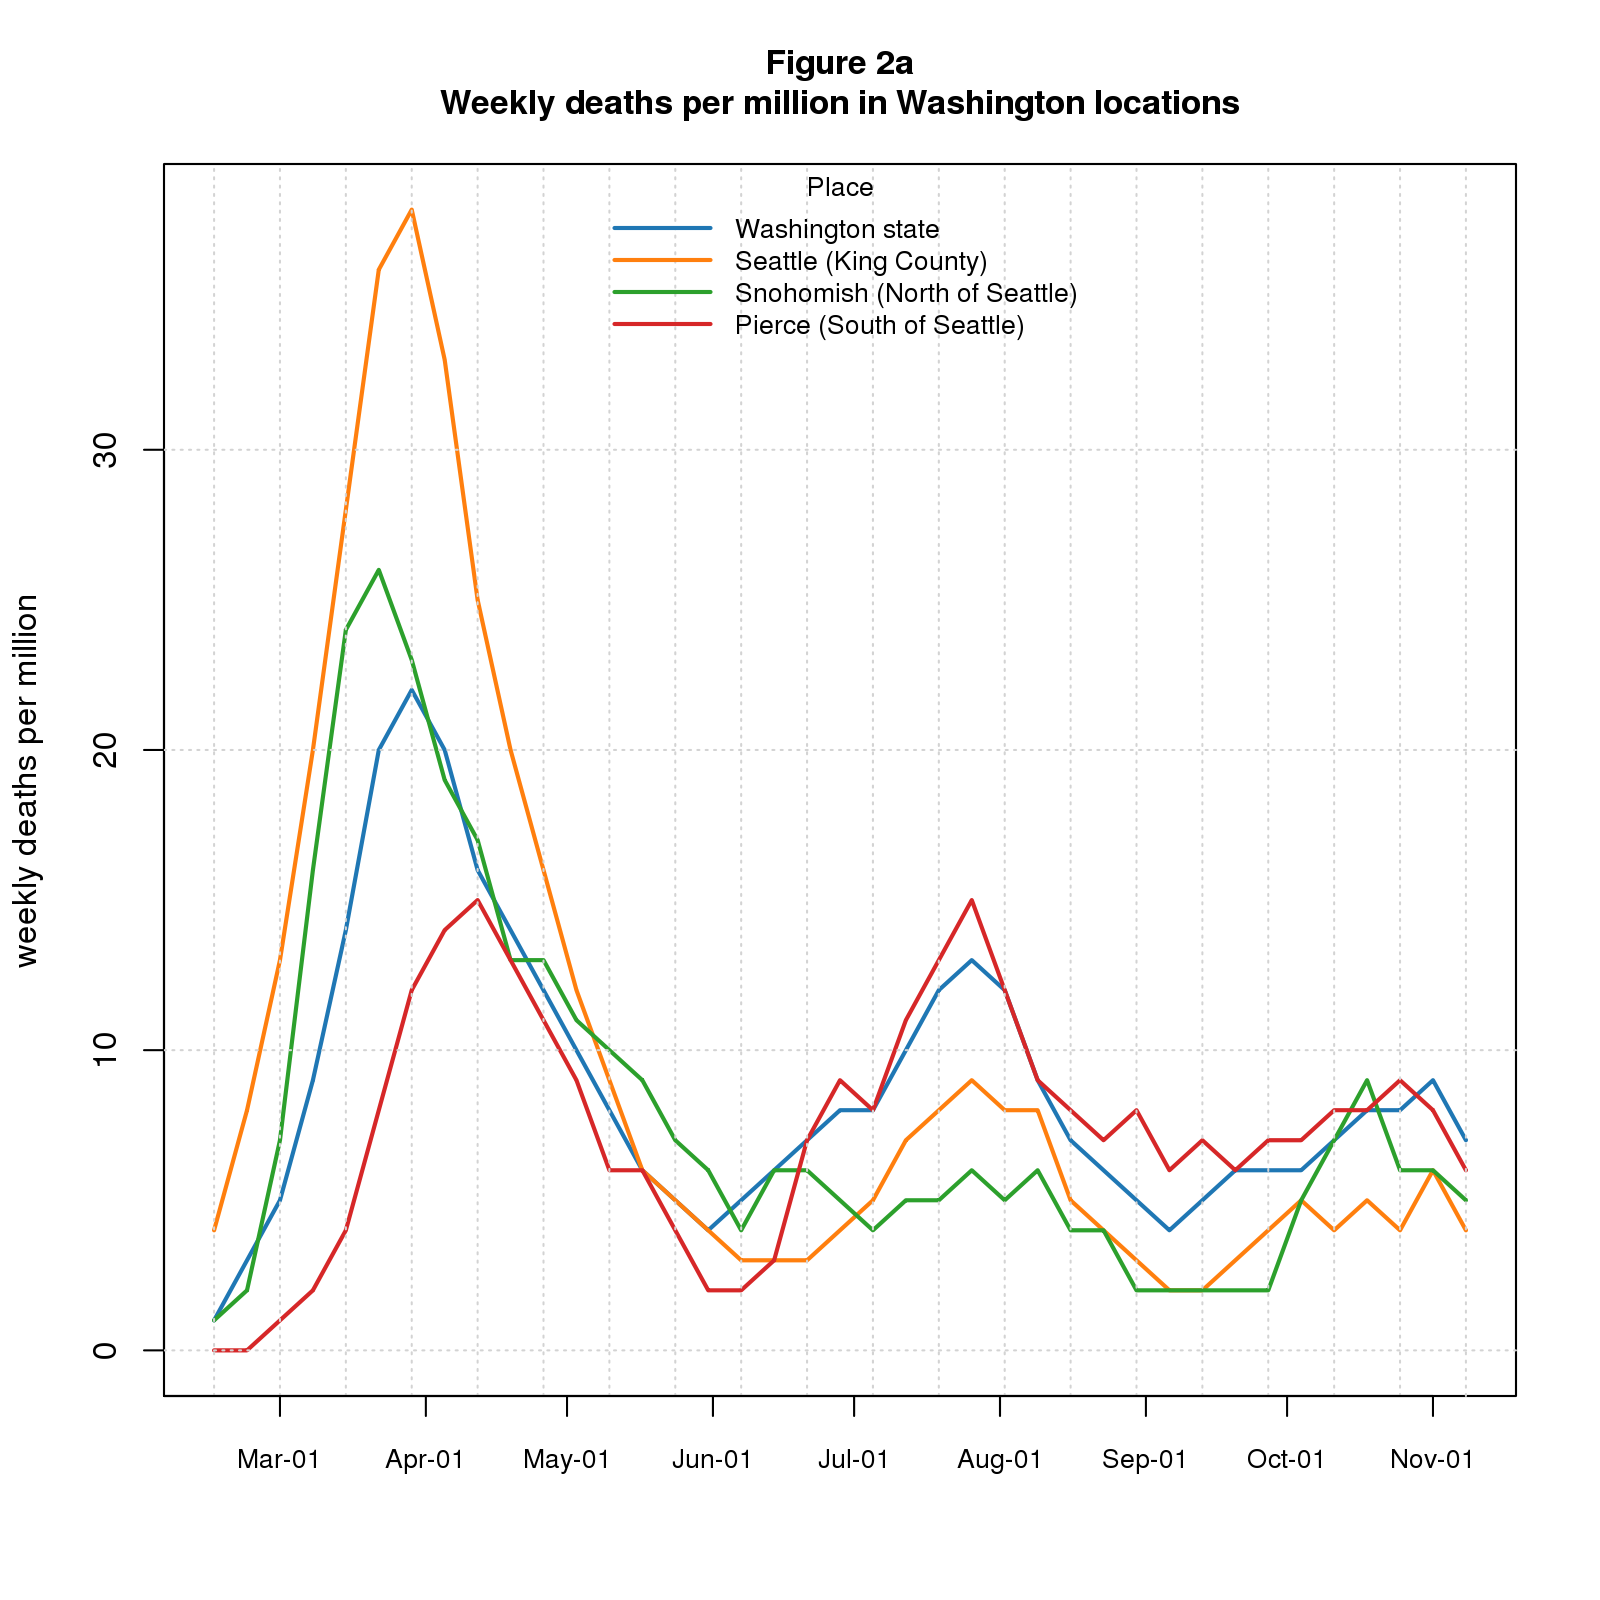 Figure 2a
Weekly deaths per million in Washington locations
Place
Washington state
Seattle (King County)
Snohomish (North of Seattle)
Pierce (South of Seattle)
weekly deaths per million
30
20
10
0
Mar-01 Apr-01 May-01 Jun-01 Jul-01 Aug-01 Sep-01 Oct-01 Nov-01